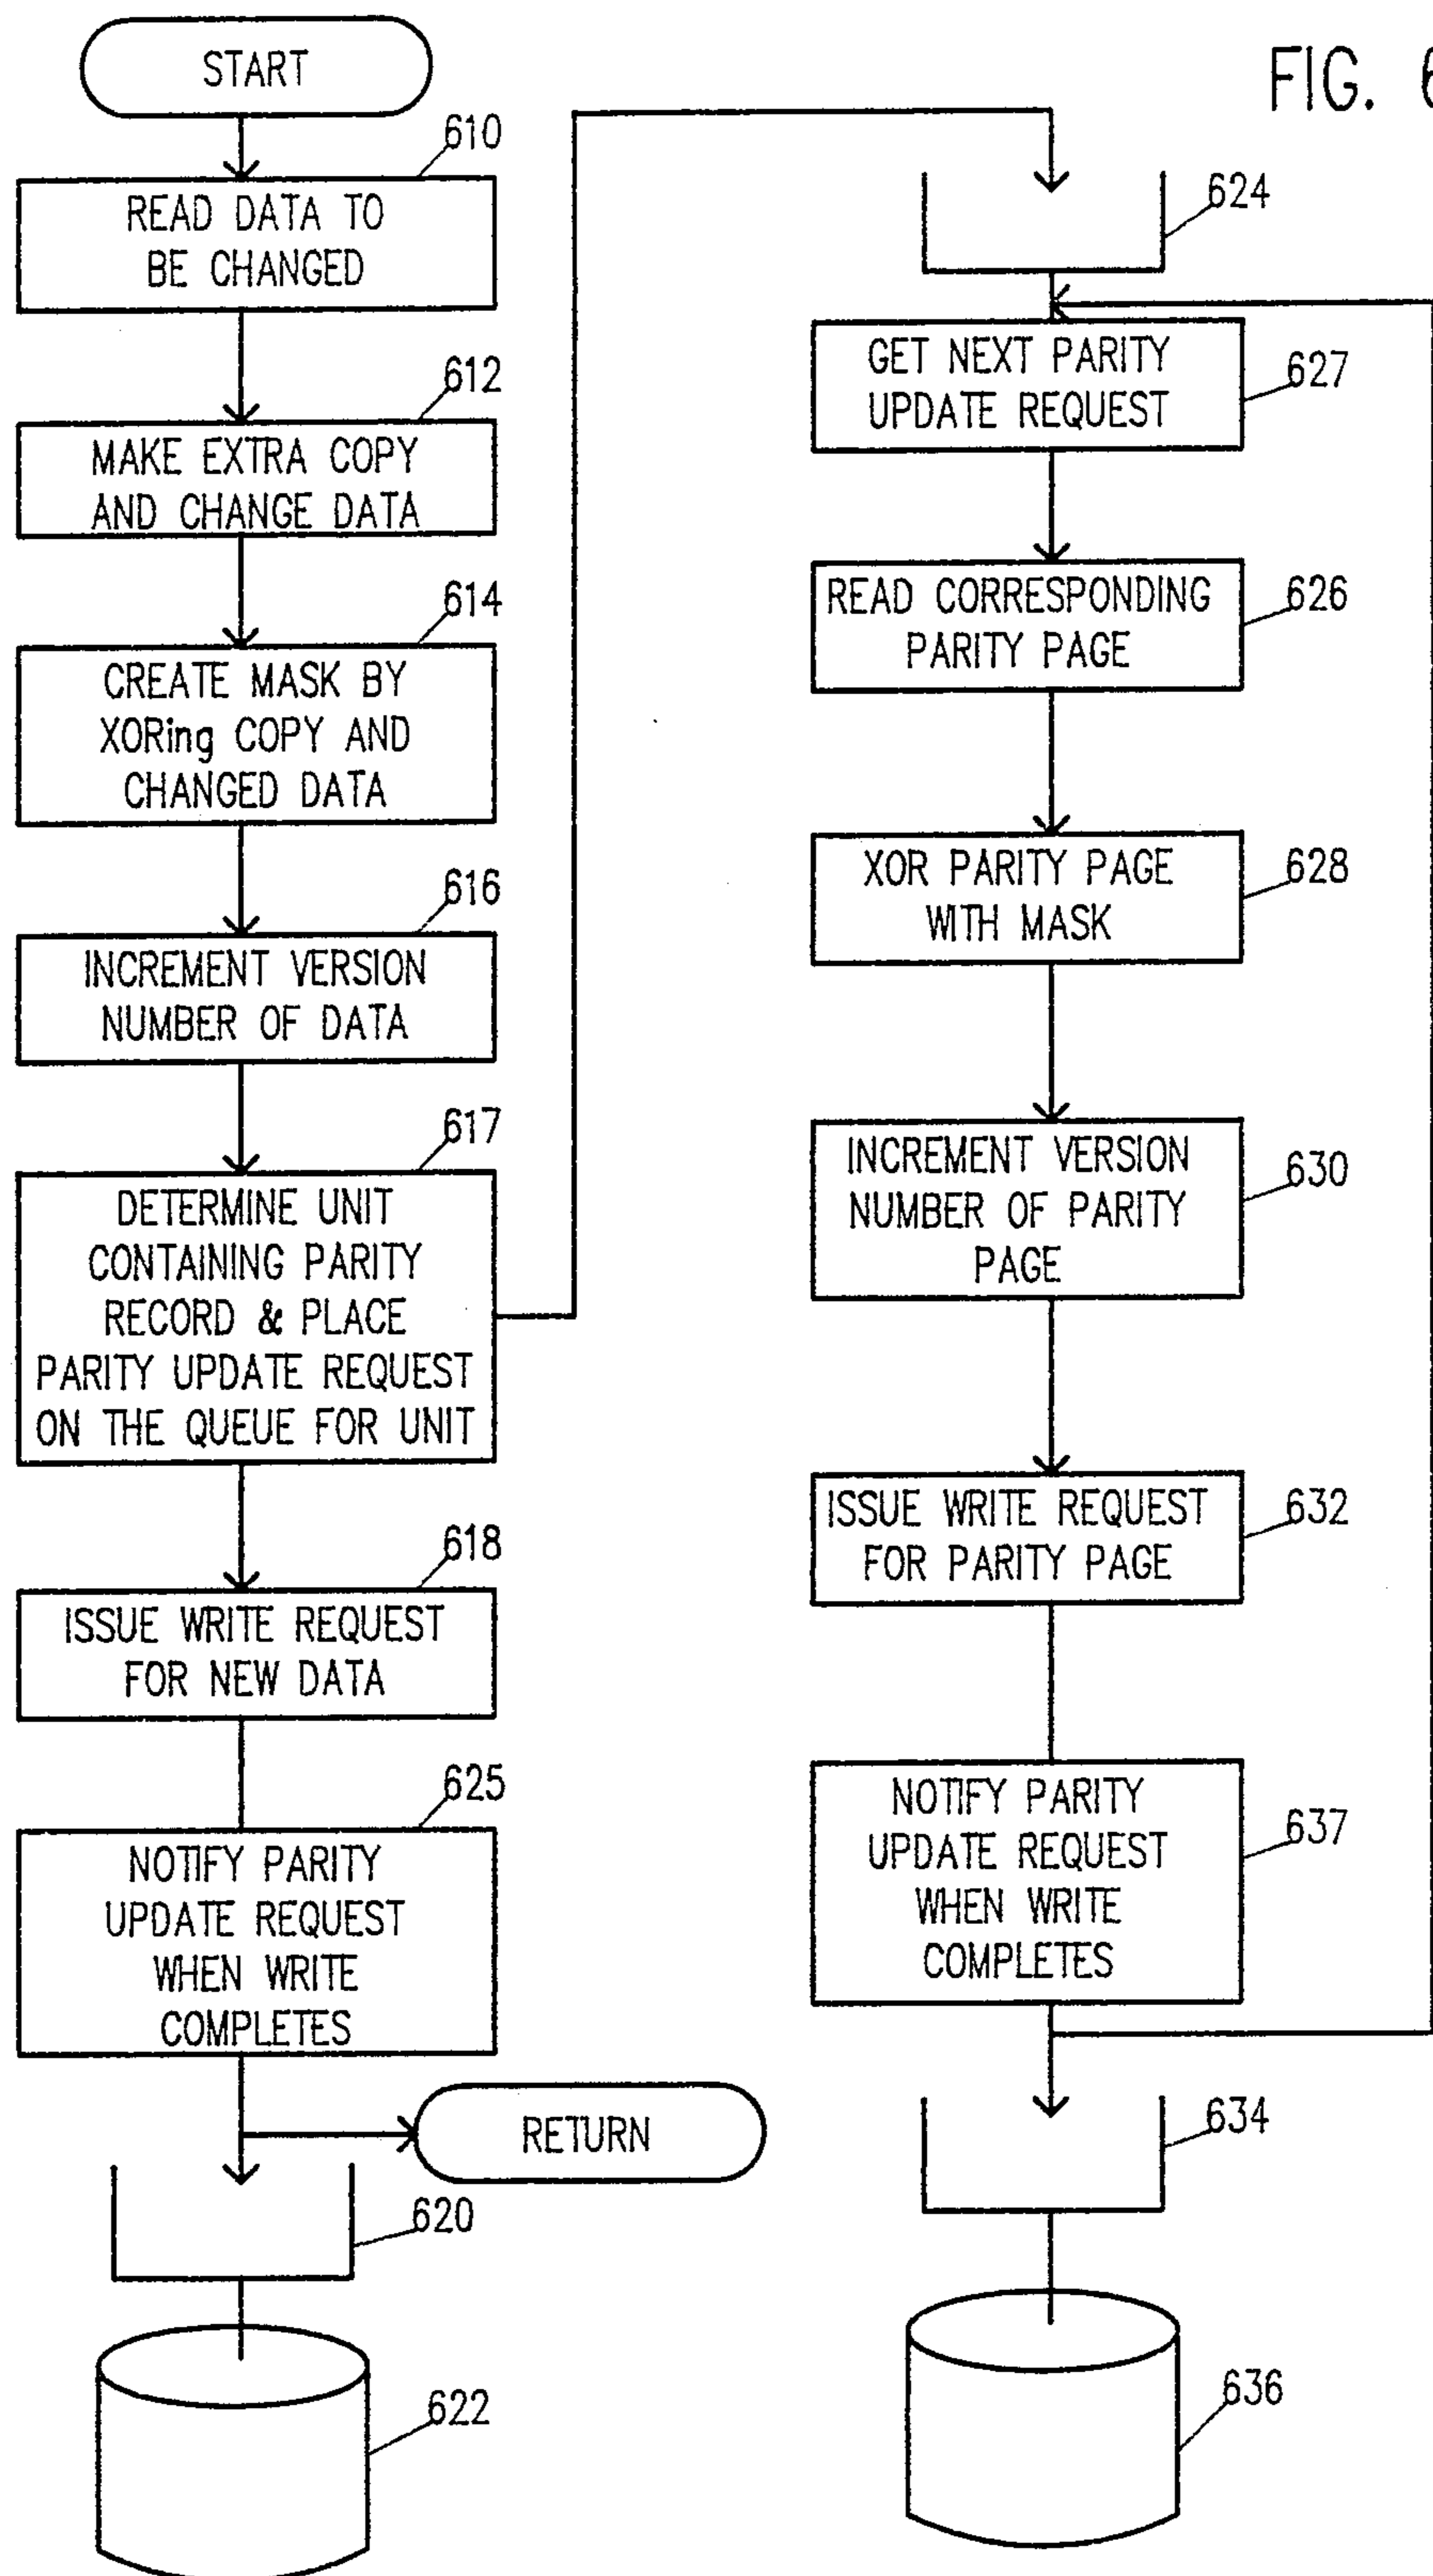 FIG. 6
START
610
READ DATA TO
BE CHANGED
612
MAKE EXTRA COPY
AND CHANGE DATA
614
CREATE MASK BY
XORing COPY AND
CHANGED DATA
616
INCREMENT VERSION
NUMBER OF DATA
617
DETERMINE UNIT
CONTAINING PARITY
RECORD & PLACE
PARITY UPDATE REQUEST
ON THE QUEUE FOR UNIT
618
ISSUE WRITE REQUEST
FOR NEW DATA
625
NOTIFY PARITY
UPDATE REQUEST
WHEN WRITE
COMPLETES
RETURN
620
622
624
GET NEXT PARITY
UPDATE REQUEST
627
READ CORRESPONDING
PARITY PAGE
626
XOR PARITY PAGE
WITH MASK
628
INCREMENT VERSION
NUMBER OF PARITY
PAGE
630
ISSUE WRITE REQUEST
FOR PARITY PAGE
632
NOTIFY PARITY
UPDATE REQUEST
WHEN WRITE
COMPLETES
637
634
636